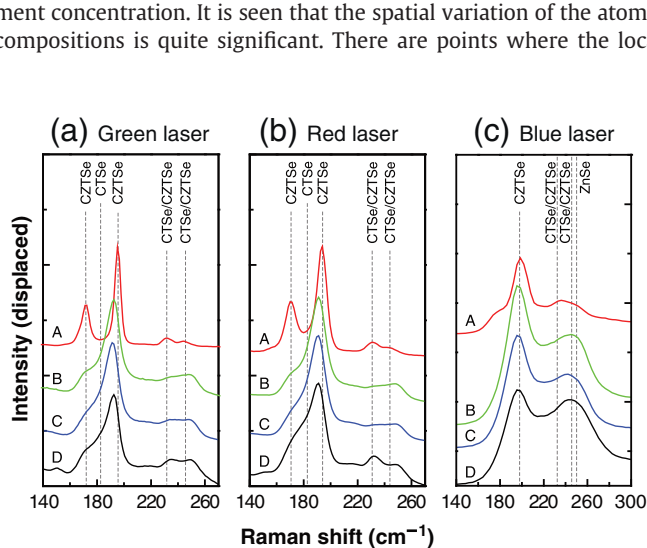 ment concentration. It is seen that the spatial variation of the atom
compositions is quite significant. There are points where the loc
(a) Green laser
(b) Red laser
(c) Blue laser
CZTSe
CTSe
CZTSe
CTSe/CZTSe
CTSe/CZTSe
CZTSe
CTSe
CZTSe
CTSe/CZTSe
CTSe/CZTSe
CZTSe
CTSe/CZTSe
CTSe/CZTSe
ZnSe
Intensity (displaced)
A
B
C
D
A
B
C
D
A
B
C
D
140 180 220 260
140 180 220 260
140 180 220 260 300
Raman shift (cm−1)